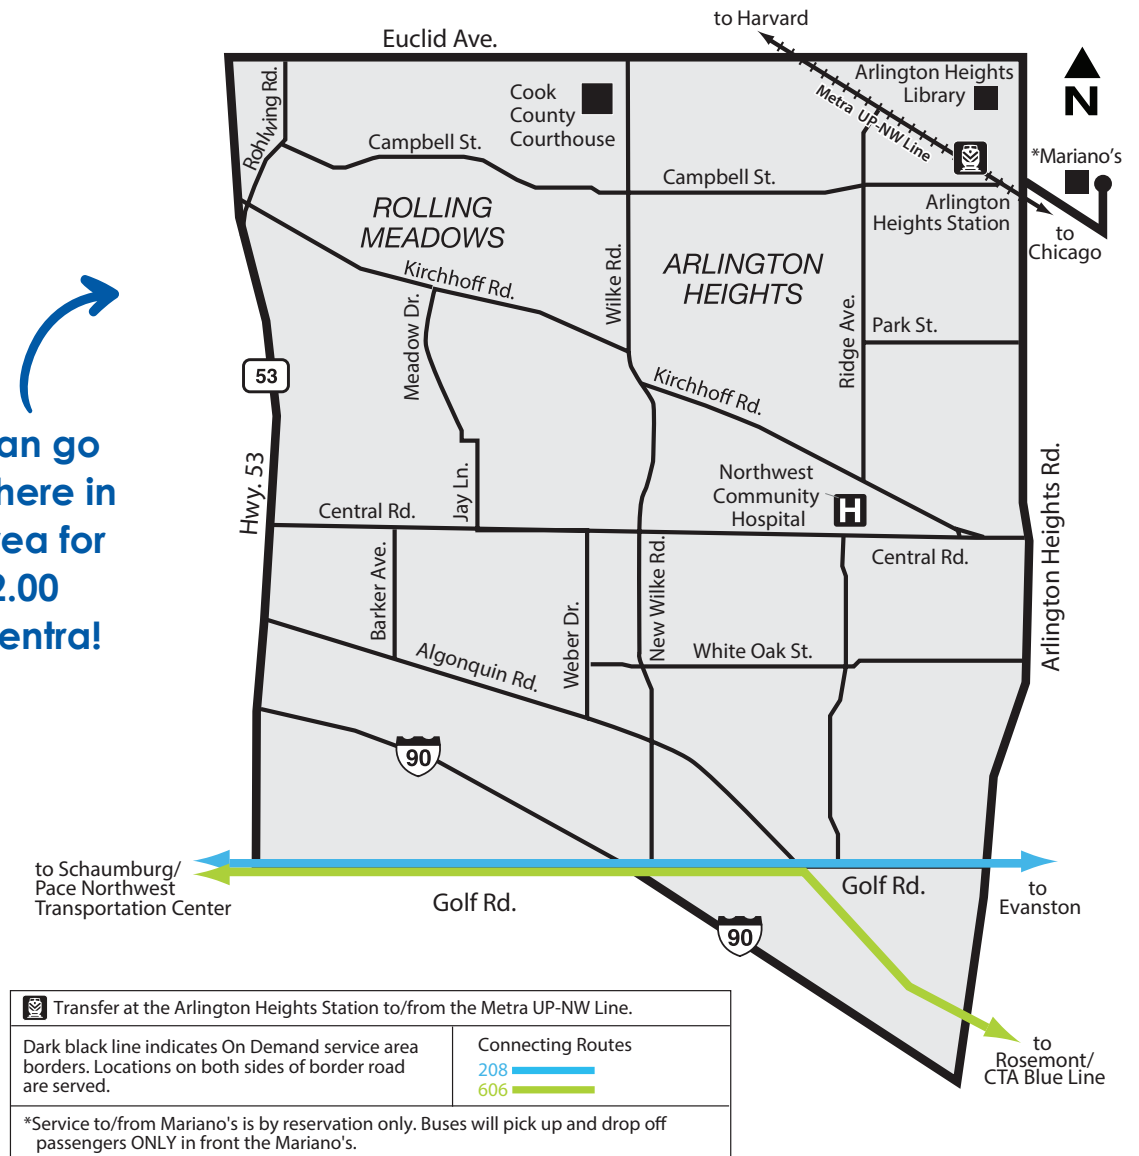 to Harvard
Euclid Ave.
Rohlwing Rd.
Cook
County
Courthouse
Arlington Heights
Library
N
Metra UP-NW Line
*Mariano's
Campbell St.
Campbell St.
Arlington
Heights Station
to
Chicago
ROLLING
MEADOWS
ARLINGTON
HEIGHTS
Kirchhoff Rd.
Wilke Rd.
Meadow Dr.
Ridge Ave.
Park St.
53
Kirchhoff Rd.
an go
here in
ea for
2.00
entra!
Hwy. 53
Jay Ln.
Northwest
Community
Hospital
H
Arlington Heights Rd.
Central Rd.
Central Rd.
Barker Ave.
Weber Dr.
New Wilke Rd.
White Oak St.
Algonquin Rd.
90
to Schaumburg/
Pace Northwest
Transportation Center
Golf Rd.
Golf Rd.
to
Evanston
90
to
Rosemont/
CTA Blue Line
Transfer at the Arlington Heights Station to/from the Metra UP-NW Line.
Dark black line indicates On Demand service area
borders. Locations on both sides of border road
are served.
Connecting Routes
208
606
*Service to/from Mariano's is by reservation only. Buses will pick up and drop off
passengers ONLY in front the Mariano's.